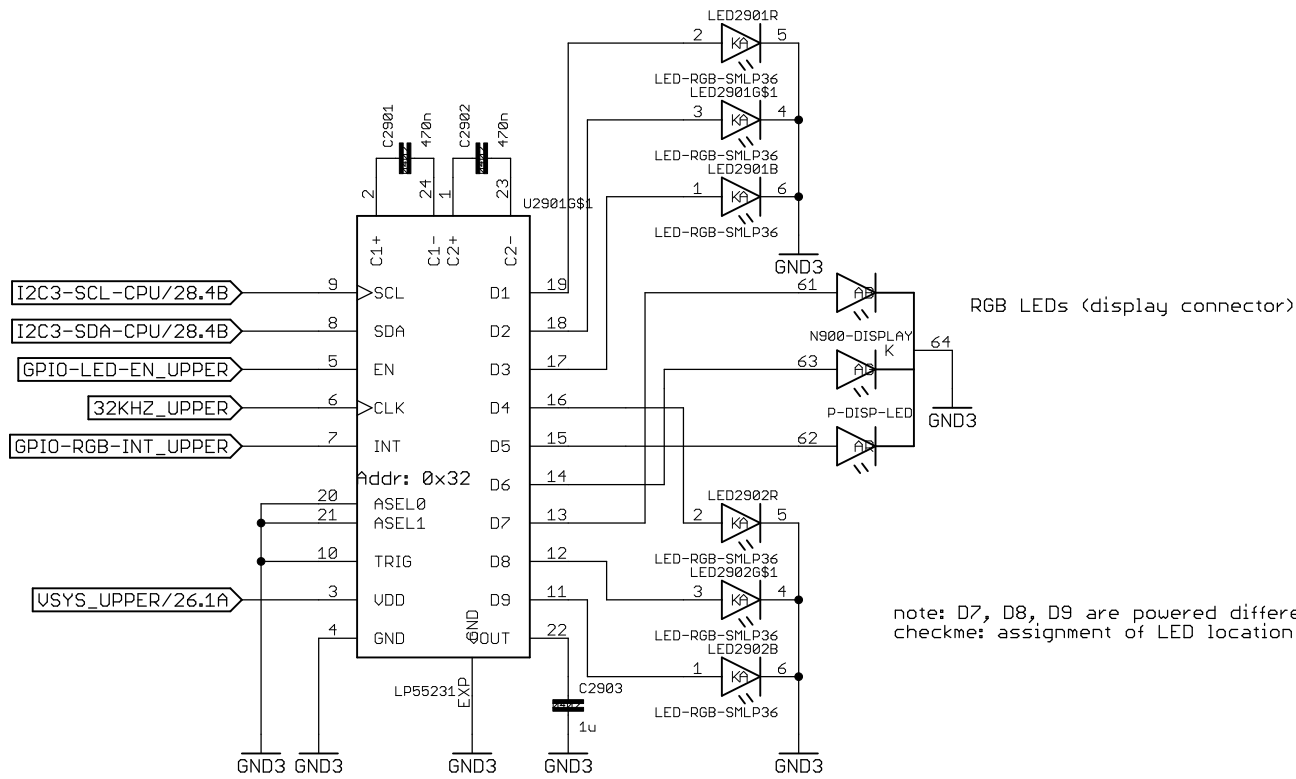 LED2901R
2 KA 5
LED-RGB-SMLP36
LED2901G$1
3 KA 4
LED-RGB-SMLP36
LED2901B
1 KA 6
LED-RGB-SMLP36
GND3
C2901
470n
C2902
470n
2
24
1
23
U2901G$1
C1+
C1-
C2+
C2-
I2C3-SCL-CPU/28.4B
9 SCL
D1 19
I2C3-SDA-CPU/28.4B
8 SDA
D2 18
GPIO-LED-EN_UPPER
5 EN
D3 17
32KHZ_UPPER
6 CLK
D4 16
GPIO-RGB-INT_UPPER
7 INT
D5 15
Addr: 0x32
D6 14
20 ASEL0
21 ASEL1
D7 13
10 TRIG
D8 12
VSYS_UPPER/26.1A
3 VDD
D9 11
4 GND
GND
22
LP55231
EXP
C2903
1u
61
RGB LEDs (display connector)
N900-DISPLAY
K
64
63
P-DISP-LED
GND3
62
LED2902R
2 KA 5
LED-RGB-SMLP36
LED2902G$1
3 KA 4
LED-RGB-SMLP36
LED2902B
1 KA 6
LED-RGB-SMLP36
note: D7, D8, D9 are powered differe
checkme: assignment of LED location
GND3
GND3
GND3
GND3
GND3